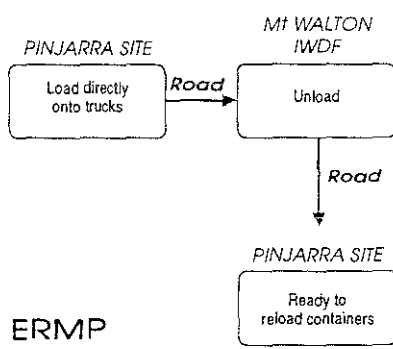 PINJARRA SITE
Load directly
onto trucks
Road
Mt WALTON
IWDF
Unload
Road
PINJARRA SITE
Ready to
reload containers
ERMP